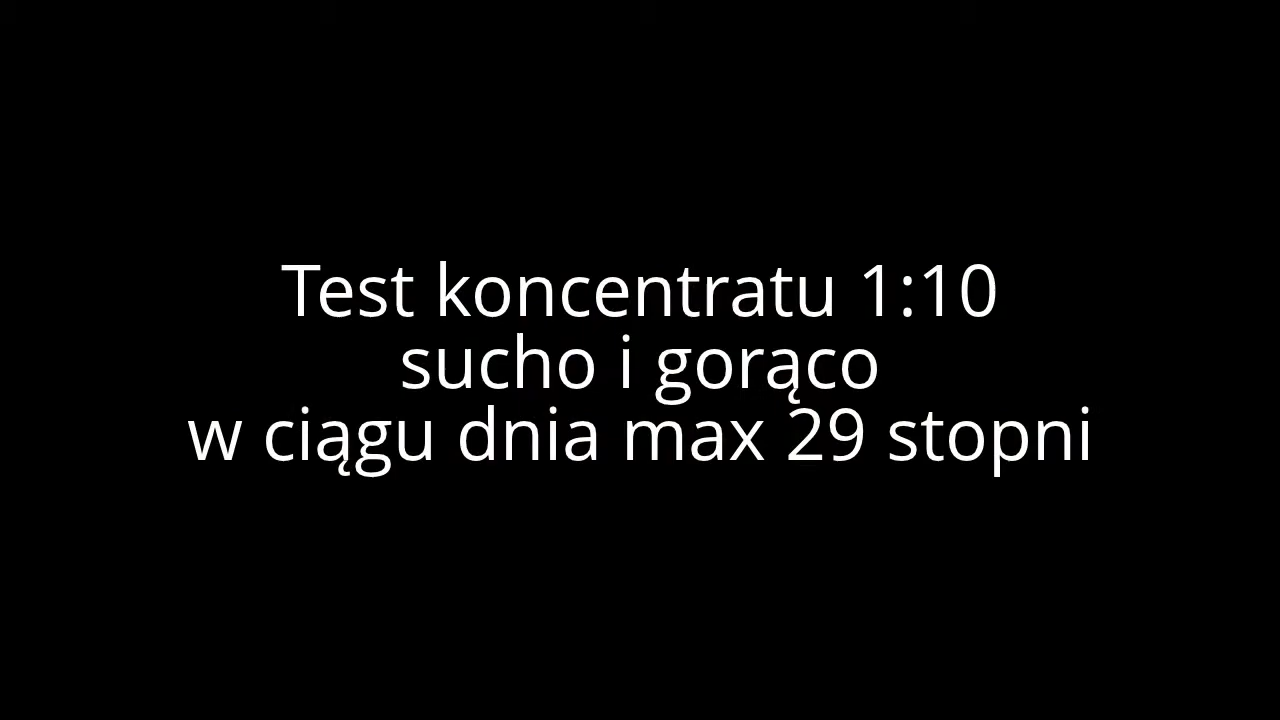 Test koncentratu 1:10
sucho i gorąco
w ciągu dnia max 29 stopni